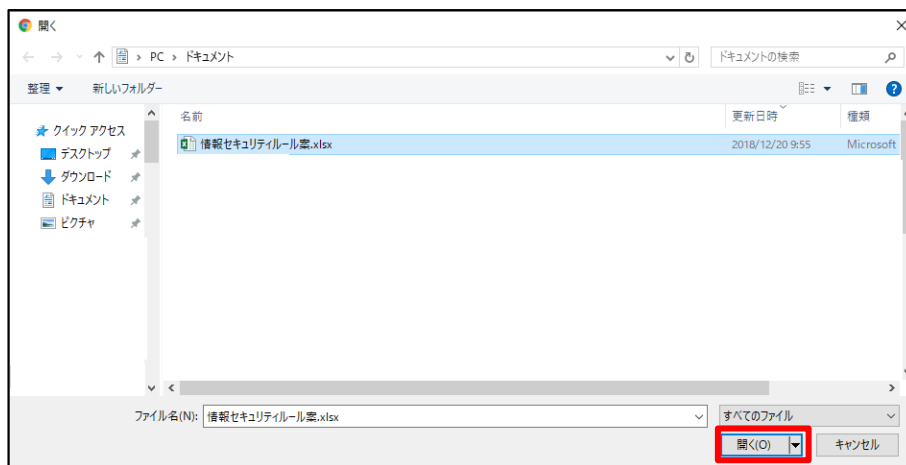 開く
PC › ドキュメント
ドキュメントの検索
整理 新しいフォルダー
名前 更新日時 種類
クイック アクセス
情報セキュリティルール案.xlsx 2018/12/20 9:55 Microsoft
デスクトップ
ダウンロード
ドキュメント
ピクチャ
ファイル名(N): 情報セキュリティルール案.xlsx すべてのファイル
開く(O) キャンセル